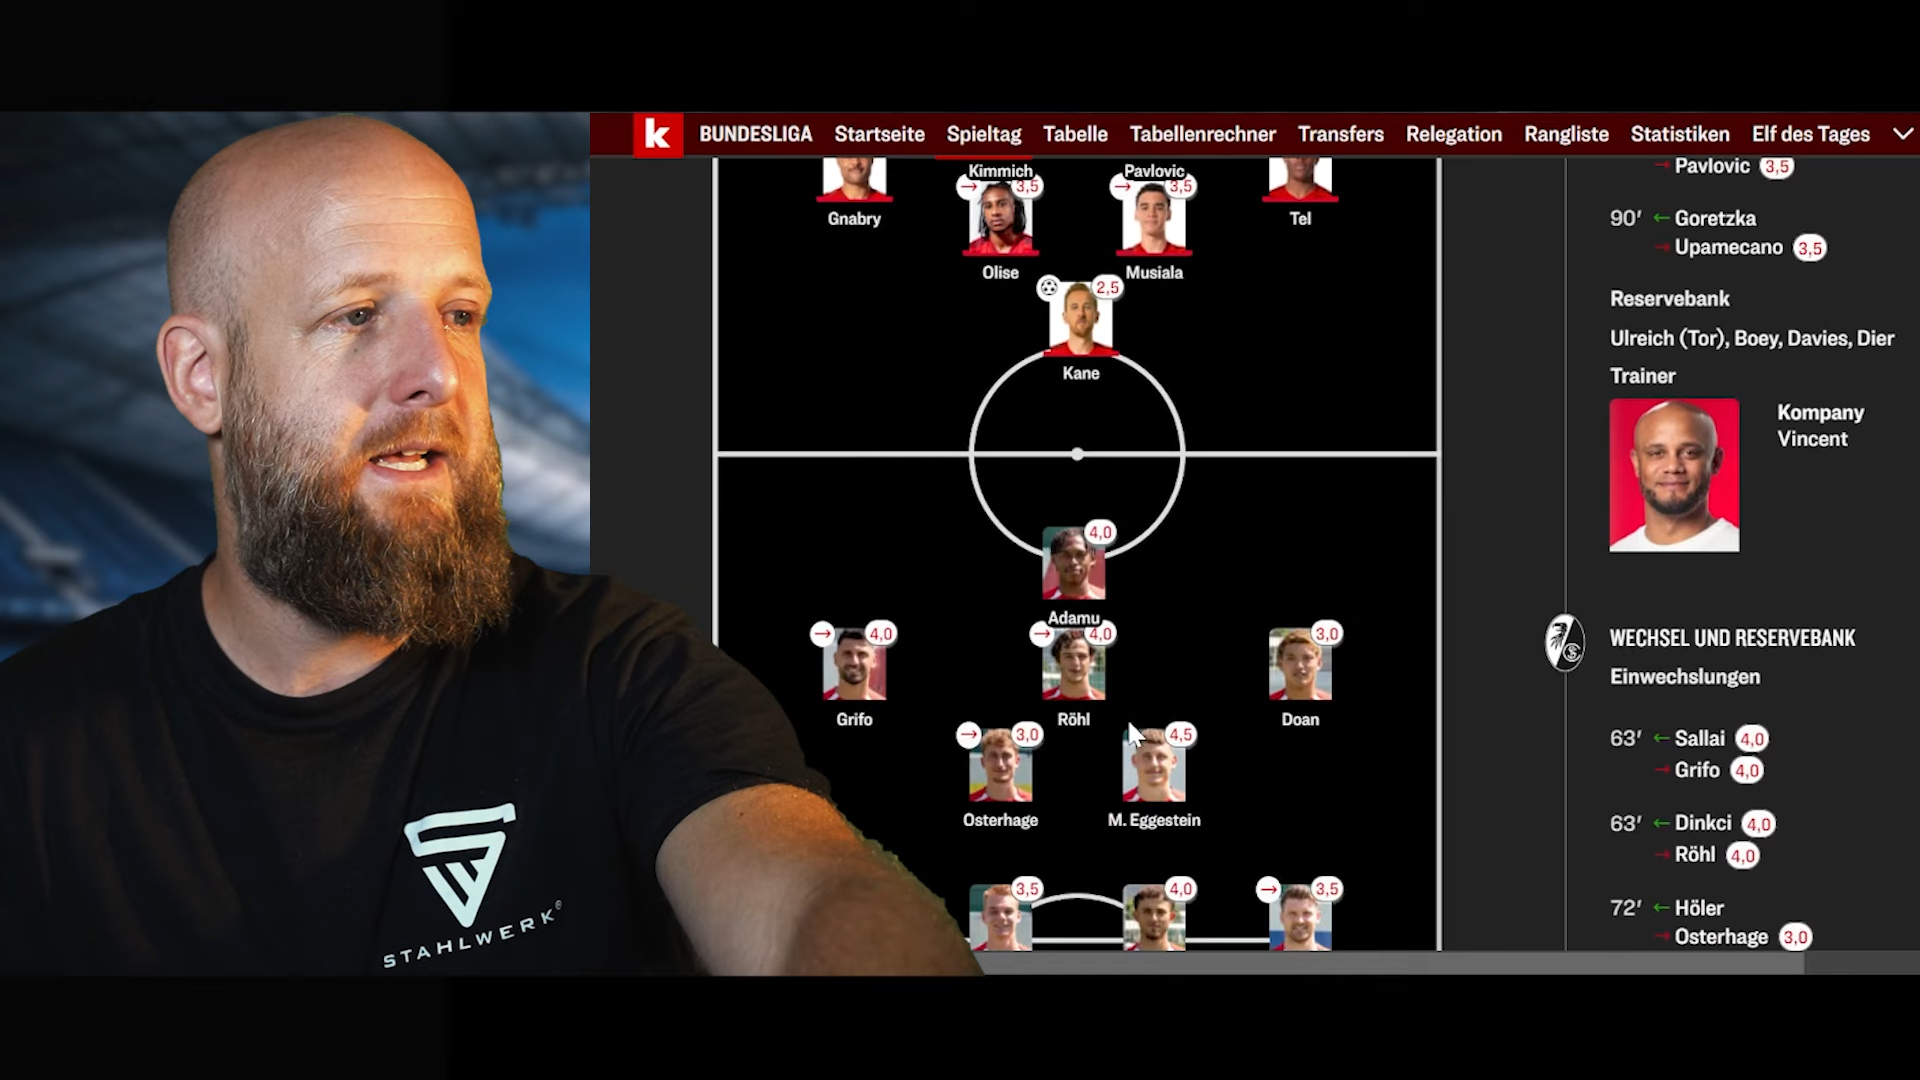 k BUNDESLIGA Startseite Spieltag Tabelle Tabellenrechner Transfers Relegation Rangliste Statistiken Elf des Tages
Kimmich
3,5
Pavlovic
3,5
Gnabry
Olise
Musiala
Tel
2,5
Kane
4,0
Adamu
4,0
Grifo
4,0
Röhl
3,0
Doan
3,0
Osterhage
4,5
M. Eggestein
3,5
4,0
3,5
→ Pavlovic 3,5
90' ← Goretzka
→ Upamecano 3,5
Reservebank
Ulreich (Tor), Boey, Davies, Dier
Trainer
Kompany
Vincent
WECHSEL UND RESERVEBANK
Einwechslungen
63' ← Sallai 4,0
→ Grifo 4,0
63' ← Dinkci 4,0
→ Röhl 4,0
72' ← Höler
→ Osterhage 3,0
STAHLWERK®